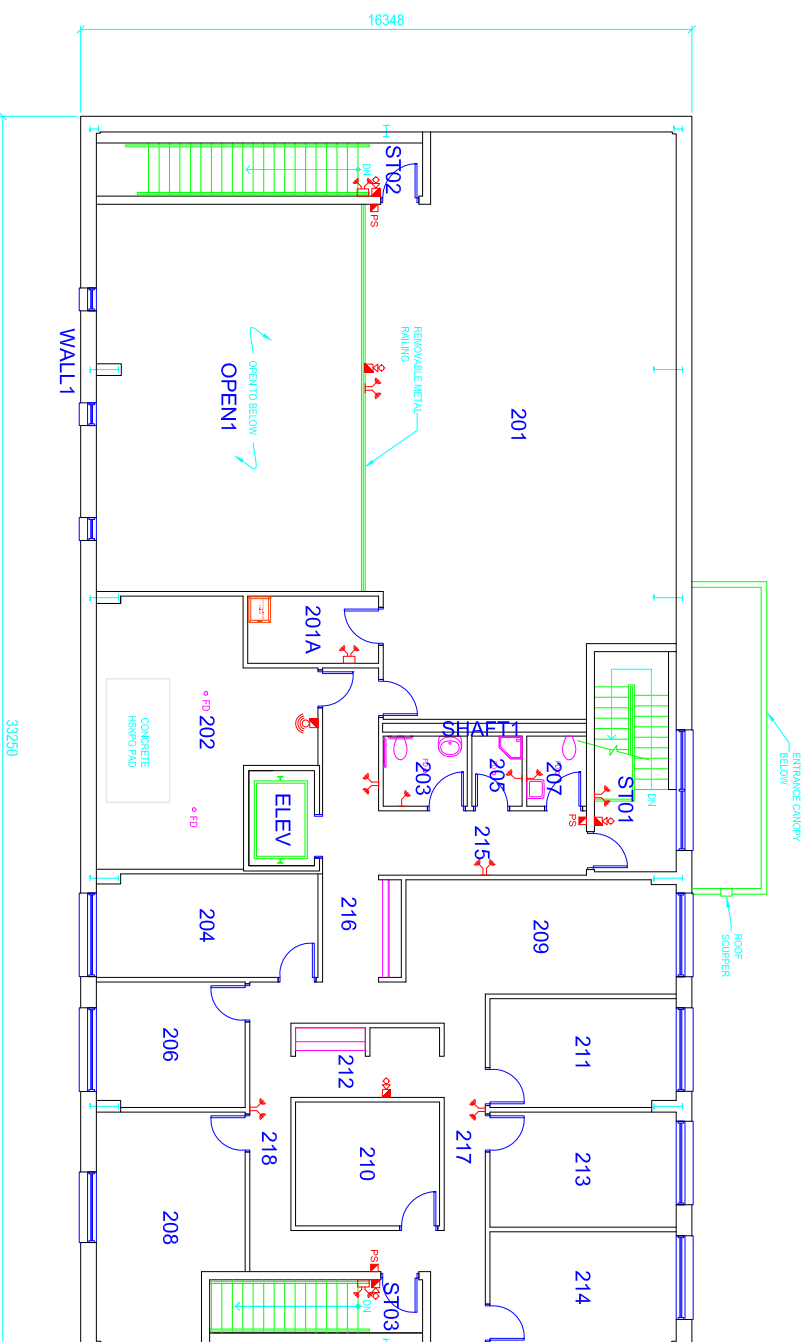 16348
ST02
DN
PS
WALL1
OPEN TO BELOW
OPEN1
REMOVABLE METAL
RAILING
201
201A
FD
202
CONCRETE
HSKPG PAD
FD
33250
ENTRANCE CANOPY
BELOW
SHAFT1
203
205
207
ST01
DN
PS
ELEV
215
ROOF
SCUPPER
204
216
209
206
212
211
218
210
217
213
208
PS
ST03
DN
214